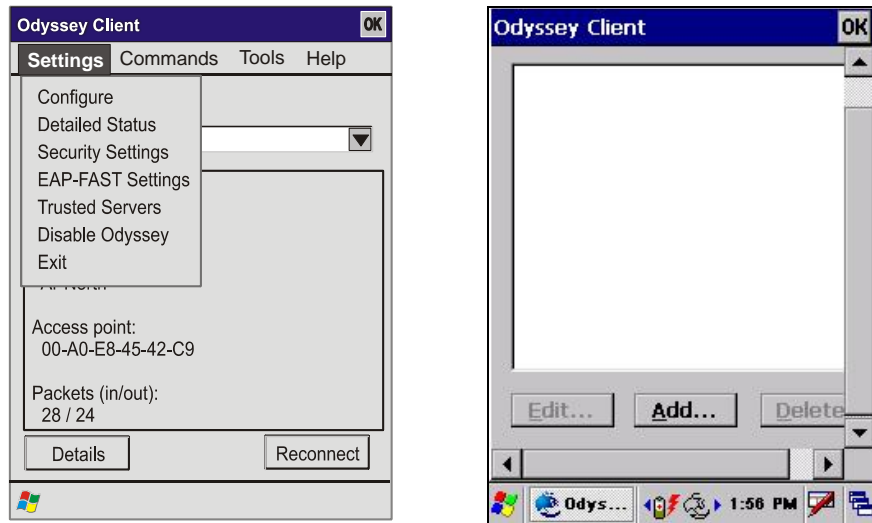 Odyssey Client OK
Settings Commands Tools Help
Configure
Detailed Status
Security Settings
EAP-FAST Settings
Trusted Servers
Disable Odyssey
Exit
Access point:
00-A0-E8-45-42-C9
Packets (in/out):
28 / 24
Details Reconnect
Odyssey Client OK
Edit... Add... Delete
Odys... 1:56 PM